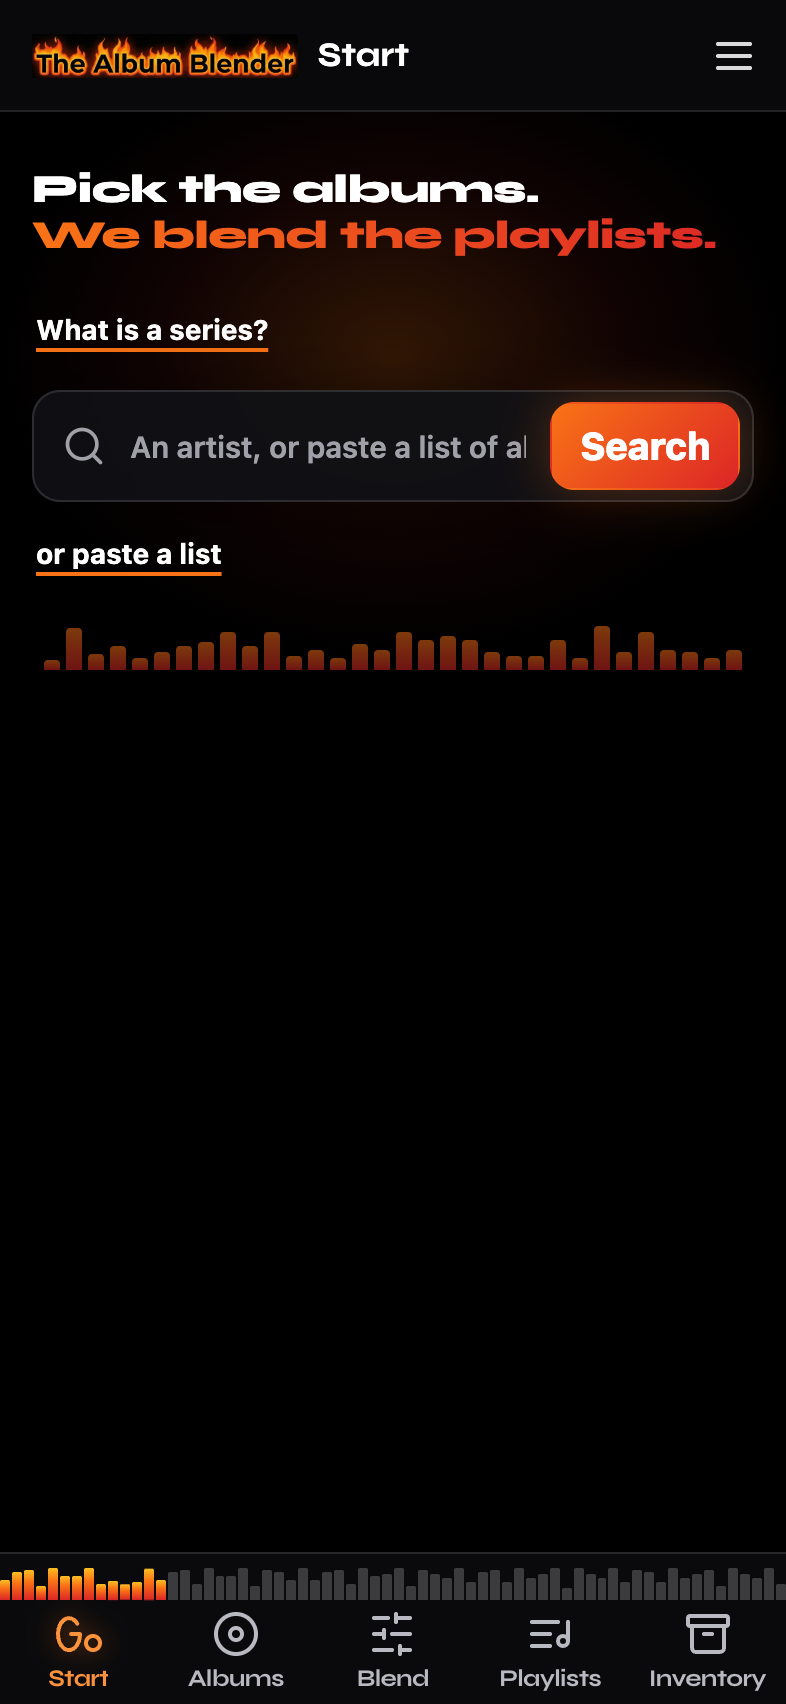 The Album Blender Start
Pick the albums.
We blend the playlists.
What is a series?
An artist, or paste a list of al
Search
or paste a list
Go
Start Albums Blend Playlists Inventory